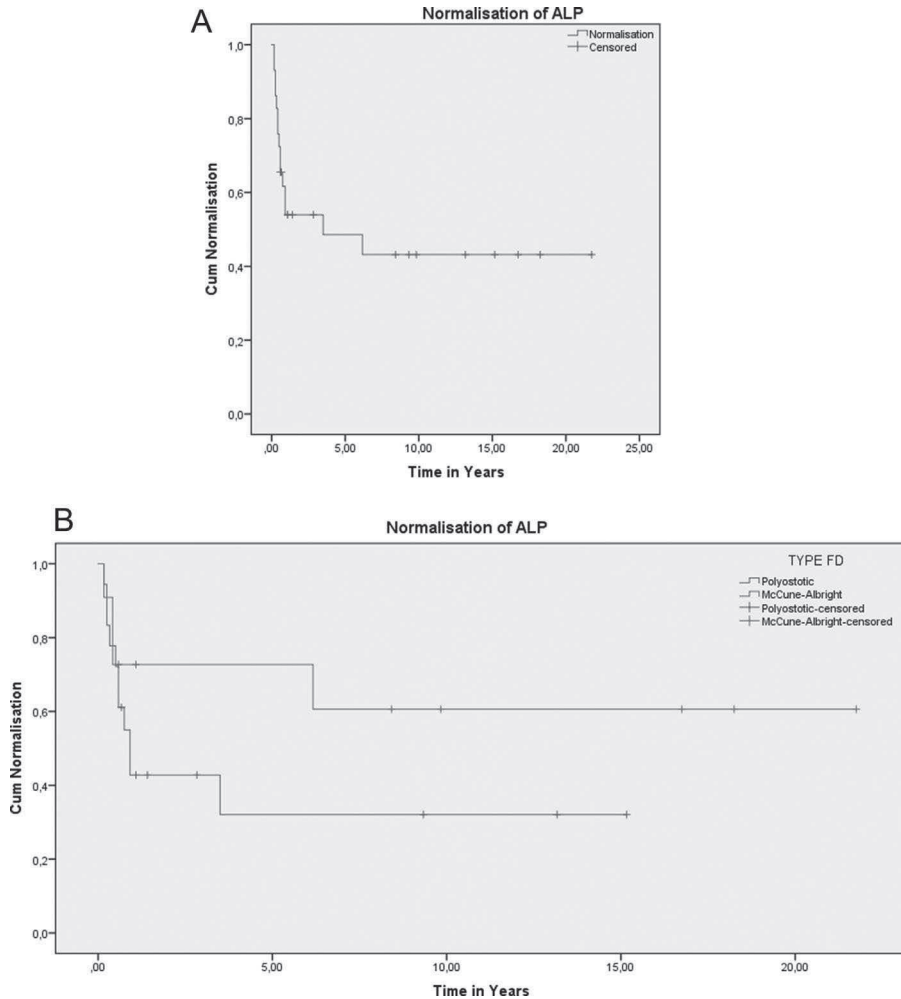 A
Normalisation of ALP
Normalisation
Censored
Cum Normalisation
1,0
0,8
0,6
0,4
0,2
0,0
,00 5,00 10,00 15,00 20,00 25,00
Time in Years
B
Normalisation of ALP
TYPE FD
Polyostotic
McCune-Albright
Polyostotic-censored
McCune-Albright-censored
Cum Normalisation
1,0
0,8
0,6
0,4
0,2
0,0
,00 5,00 10,00 15,00 20,00
Time in Years